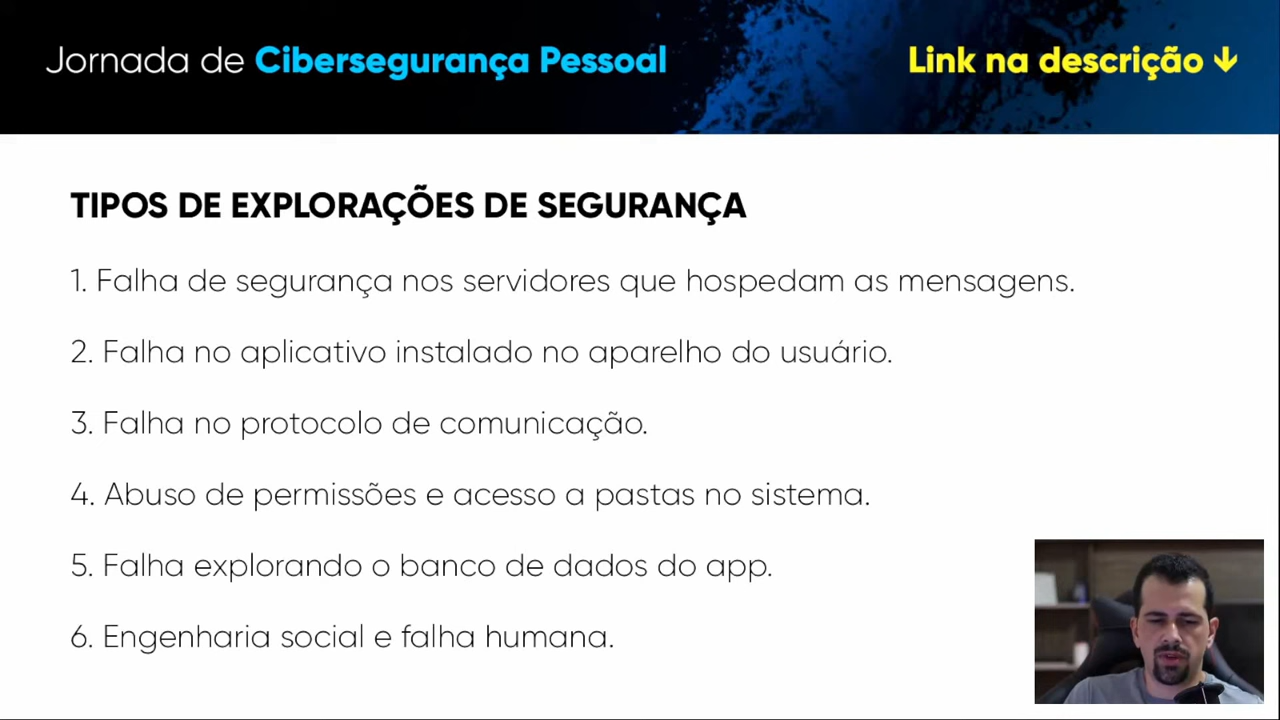 Jornada de Cibersegurança Pessoal
Link na descrição ↓
TIPOS DE EXPLORAÇÕES DE SEGURANÇA
1. Falha de segurança nos servidores que hospedam as mensagens.
2. Falha no aplicativo instalado no aparelho do usuário.
3. Falha no protocolo de comunicação.
4. Abuso de permissões e acesso a pastas no sistema.
5. Falha explorando o banco de dados do app.
6. Engenharia social e falha humana.